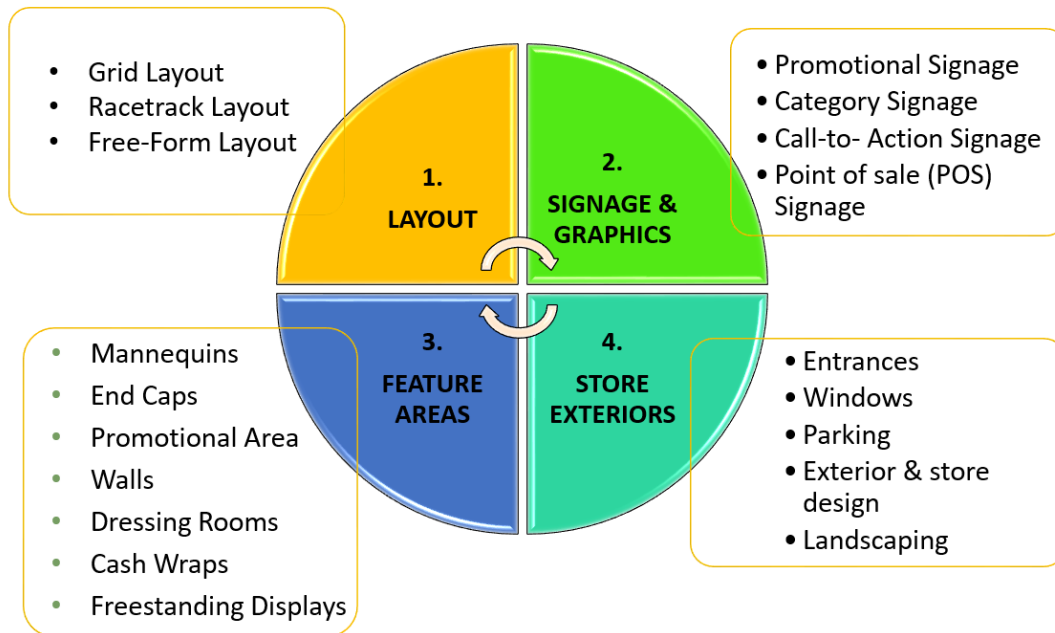 • Grid Layout
• Racetrack Layout
• Free-Form Layout
1.
LAYOUT
2.
SIGNAGE &
GRAPHICS
• Promotional Signage
• Category Signage
• Call-to- Action Signage
• Point of sale (POS)
Signage
• Mannequins
• End Caps
• Promotional Area
• Walls
• Dressing Rooms
• Cash Wraps
• Freestanding Displays
3.
FEATURE
AREAS
4.
STORE
EXTERIORS
• Entrances
• Windows
• Parking
• Exterior & store
design
• Landscaping